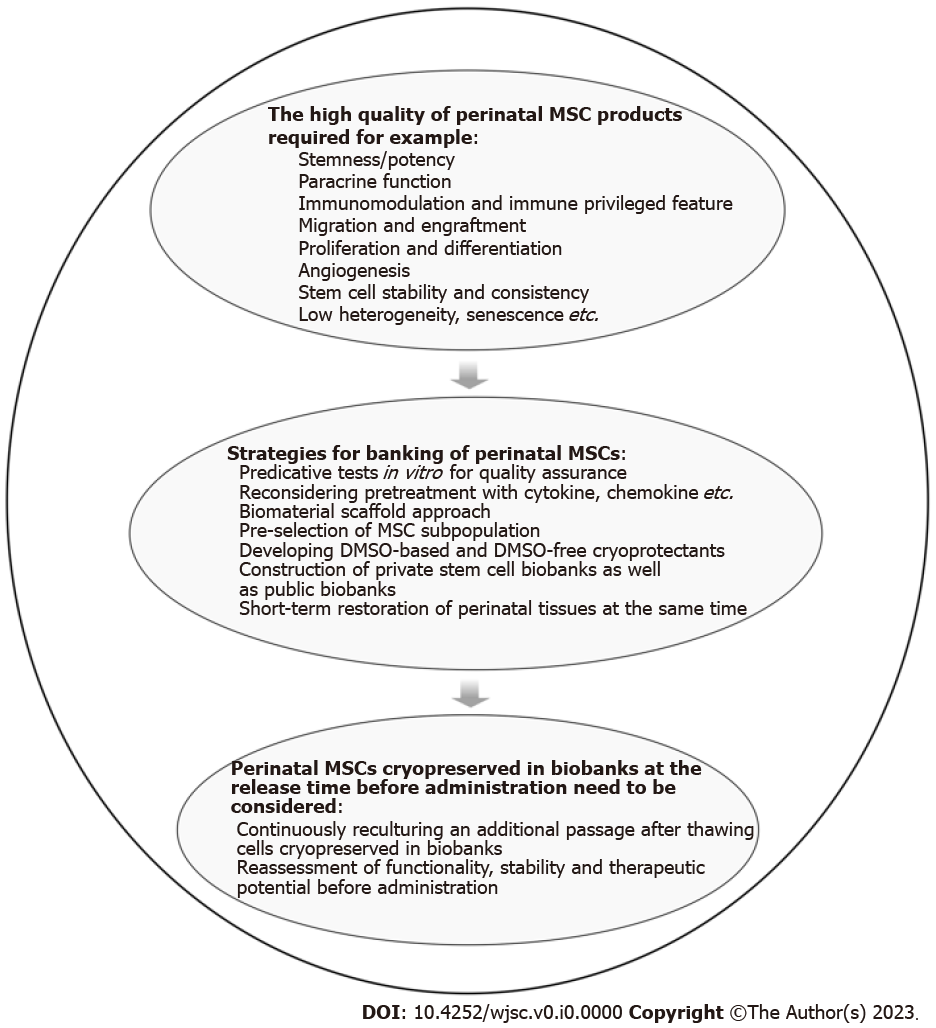 The high quality of perinatal MSC products
required for example:
Stemness/potency
Paracrine function
Immunomodulation and immune privileged feature
Migration and engraftment
Proliferation and differentiation
Angiogenesis
Stem cell stability and consistency
Low heterogeneity, senescence etc.
Strategies for banking of perinatal MSCs:
Predicative tests in vitro for quality assurance
Reconsidering pretreatment with cytokine, chemokine etc.
Biomaterial scaffold approach
Pre-selection of MSC subpopulation
Developing DMSO-based and DMSO-free cryoprotectants
Construction of private stem cell biobanks as well
as public biobanks
Short-term restoration of perinatal tissues at the same time
Perinatal MSCs cryopreserved in biobanks at the
release time before administration need to be
considered:
Continuously reculturing an additional passage after thawing
cells cryopreserved in biobanks
Reassessment of functionality, stability and therapeutic
potential before administration
DOI: 10.4252/wjsc.v0.i0.0000 Copyright ©The Author(s) 2023.